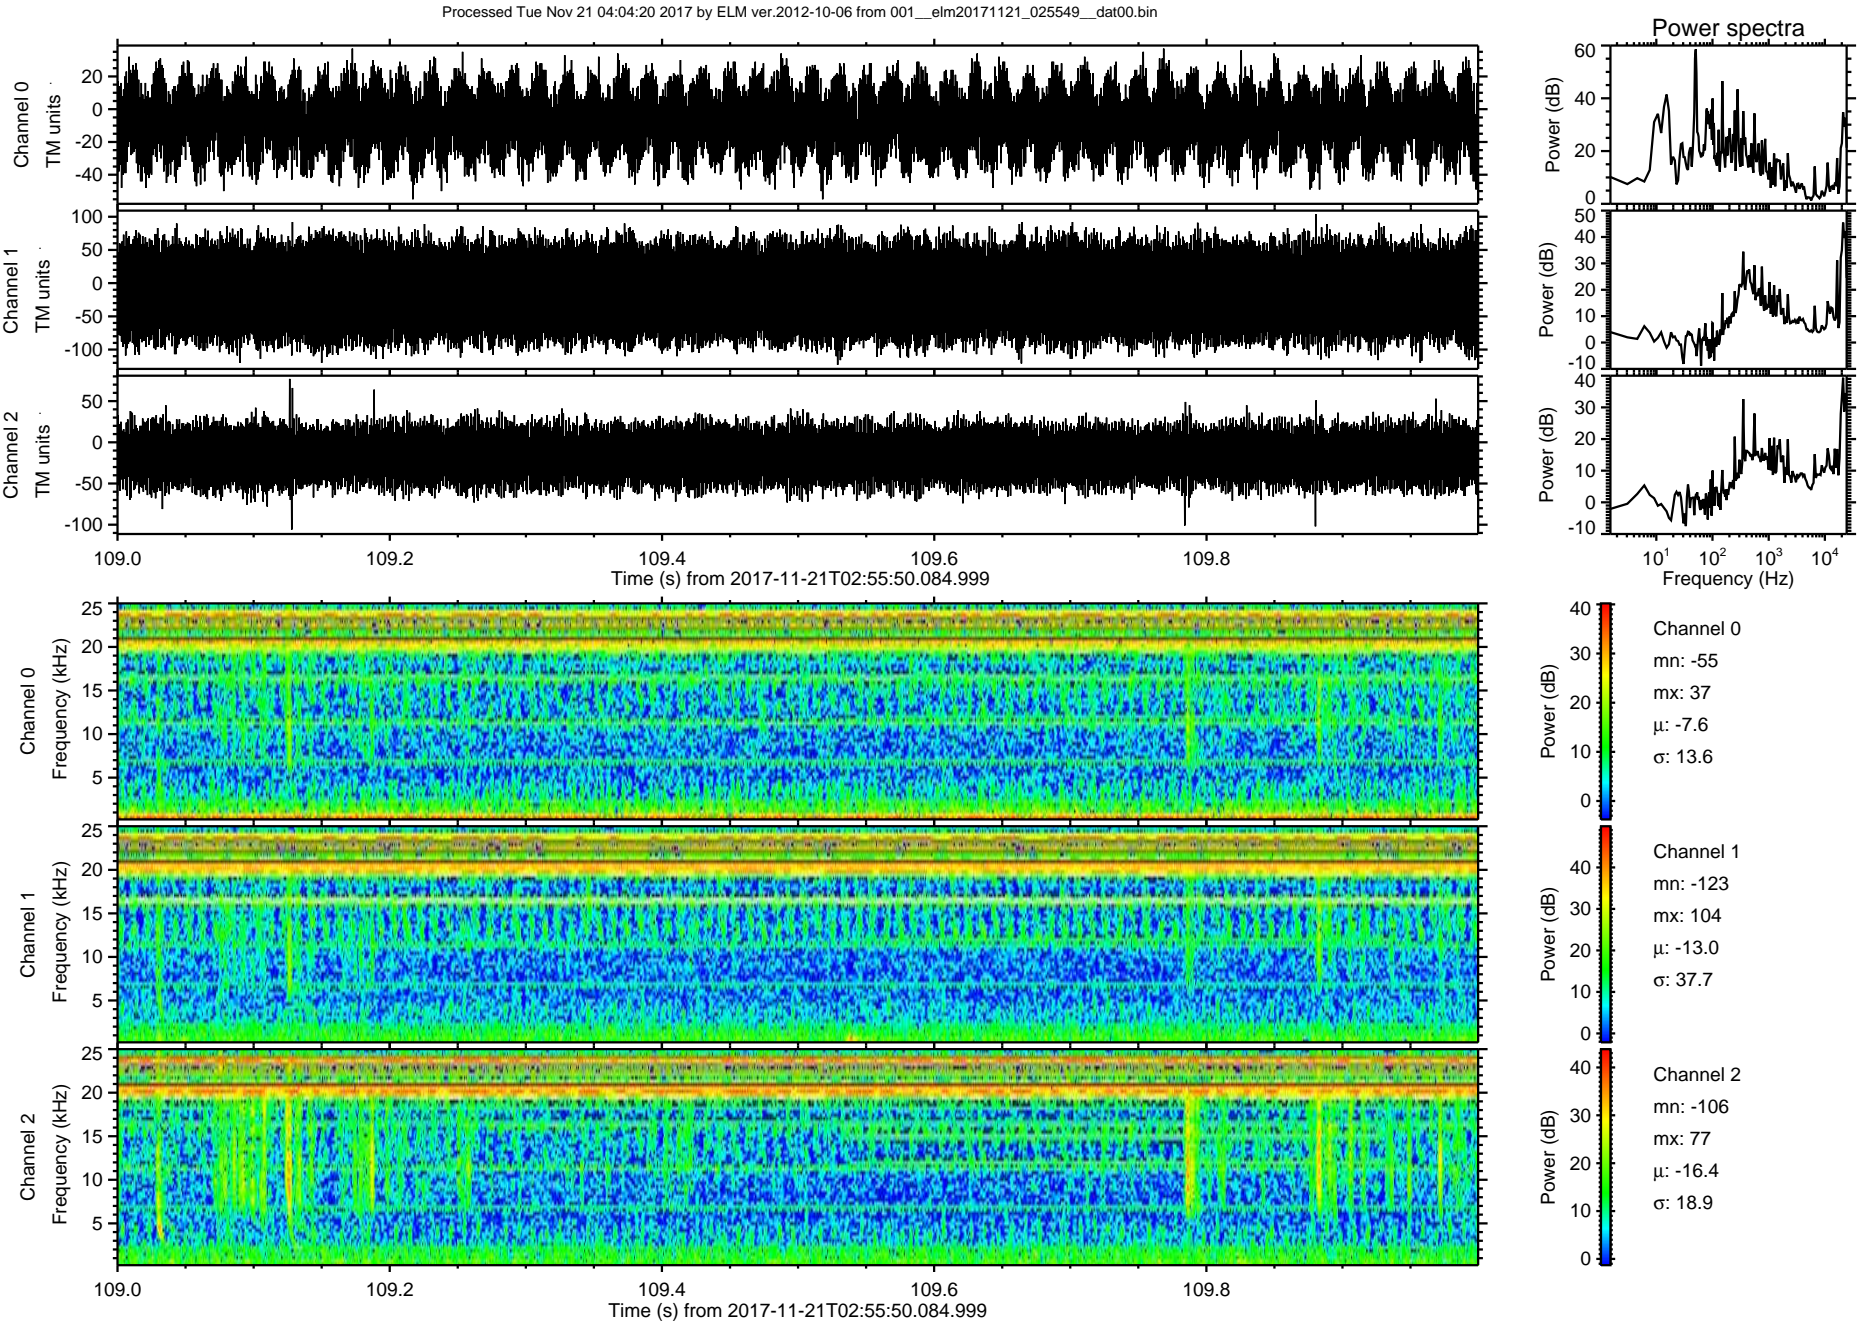 Processed Tue Nov 21 04:04:20 2017 by ELM ver.2012-10-06 from 001__elm20171121_025549__dat00.bin
Power spectra
Channel 0
TM units
20
0
-20
-40
Power (dB)
60
40
20
0
Channel 1
TM units
100
50
0
-50
-100
Power (dB)
50
40
30
20
10
0
-10
Channel 2
TM units
50
0
-50
-100
Power (dB)
40
30
20
10
0
-10
109.0 109.2 109.4 109.6 109.8
Time (s) from 2017-11-21T02:55:50.084.999
10^1 10^2 10^3 10^4
Frequency (Hz)
Channel 0
Frequency (kHz)
25
20
15
10
5
Power (dB)
40
30
20
10
0
Channel 0
mn: -55
mx: 37
μ: -7.6
σ: 13.6
Channel 1
Frequency (kHz)
25
20
15
10
5
Power (dB)
40
30
20
10
0
Channel 1
mn: -123
mx: 104
μ: -13.0
σ: 37.7
Channel 2
Frequency (kHz)
25
20
15
10
5
Power (dB)
40
30
20
10
0
Channel 2
mn: -106
mx: 77
μ: -16.4
σ: 18.9
109.0 109.2 109.4 109.6 109.8
Time (s) from 2017-11-21T02:55:50.084.999